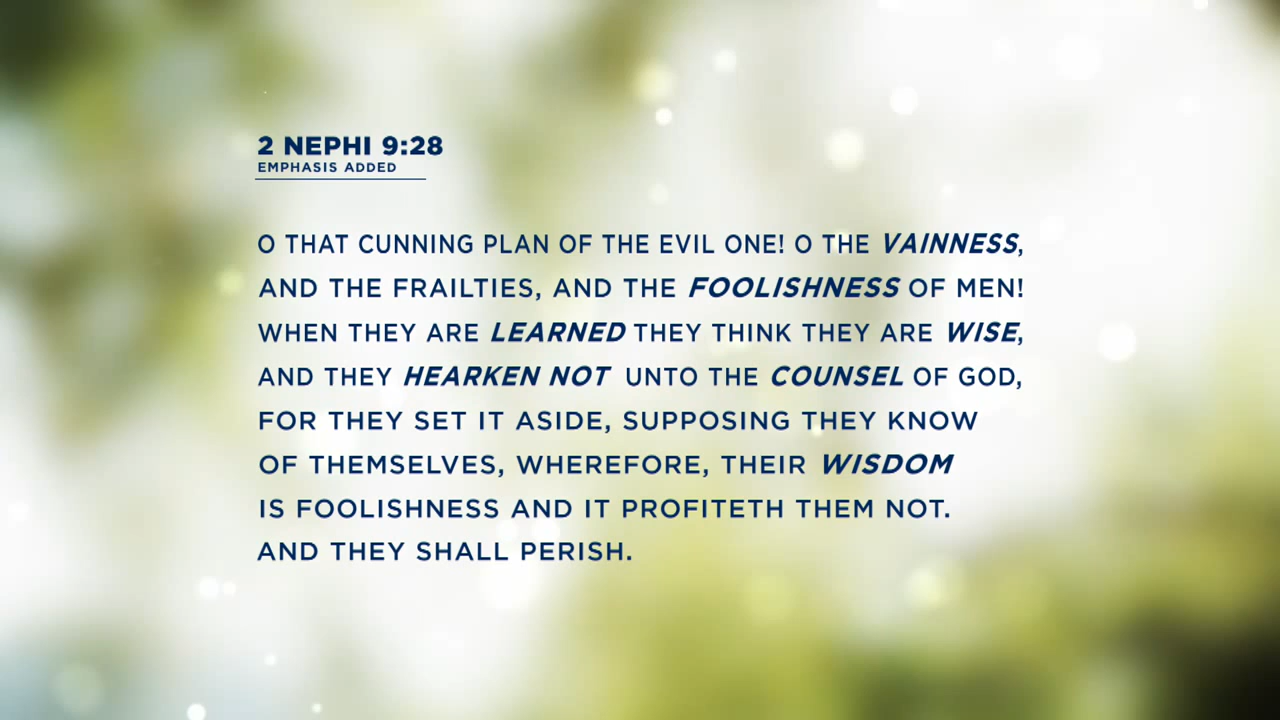 2 NEPHI 9:28
EMPHASIS ADDED
O THAT CUNNING PLAN OF THE EVIL ONE! O THE VAINNESS,
AND THE FRAILTIES, AND THE FOOLISHNESS OF MEN!
WHEN THEY ARE LEARNED THEY THINK THEY ARE WISE,
AND THEY HEARKEN NOT UNTO THE COUNSEL OF GOD,
FOR THEY SET IT ASIDE, SUPPOSING THEY KNOW
OF THEMSELVES, WHEREFORE, THEIR WISDOM
IS FOOLISHNESS AND IT PROFITETH THEM NOT.
AND THEY SHALL PERISH.